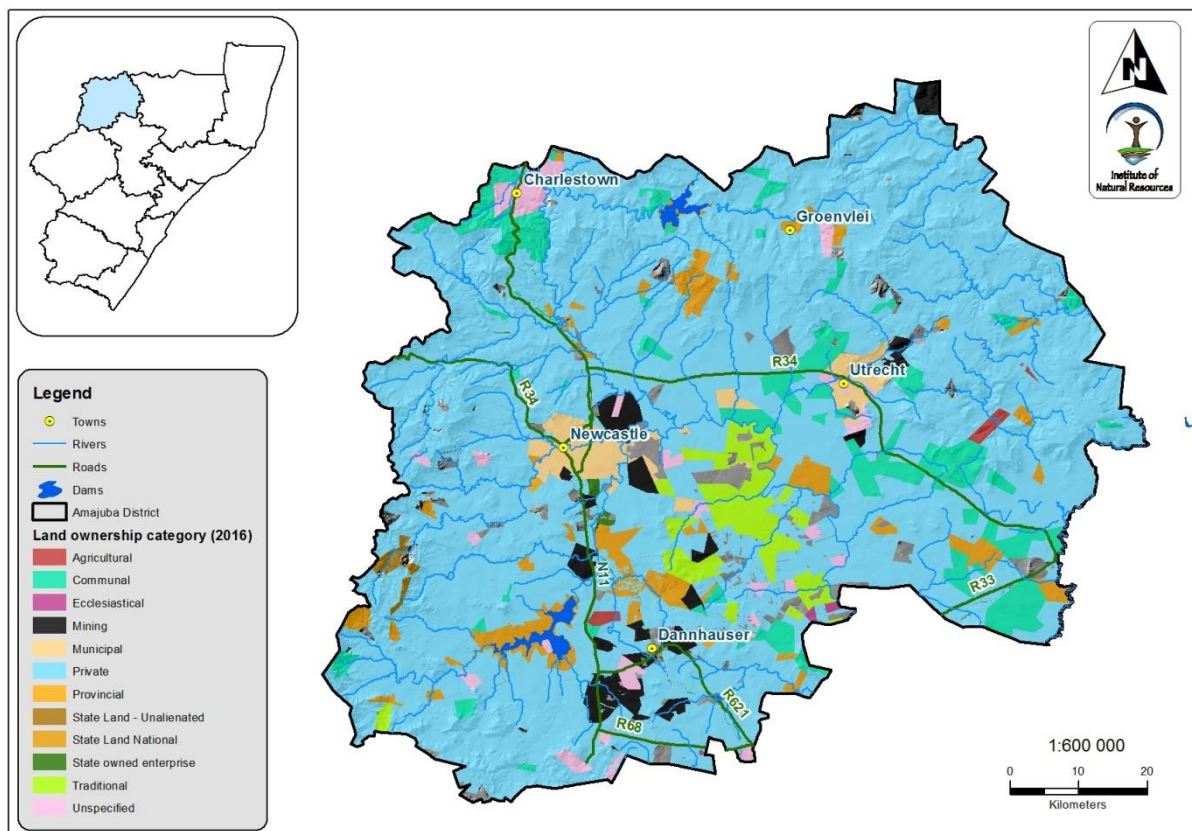 N
Institute of
Natural Resources
Charlestown
Groenvlei
R34
Utrecht
R34
Newcastle
N11
R33
Dannhauser
R621
R68
Legend
Towns
Rivers
Roads
Dams
Amajuba District
Land ownership category (2016)
Agricultural
Communal
Ecclesiastical
Mining
Municipal
Private
Provincial
State Land - Unalienated
State Land National
State owned enterprise
Traditional
Unspecified
1:600 000
0 10 20
Kilometers